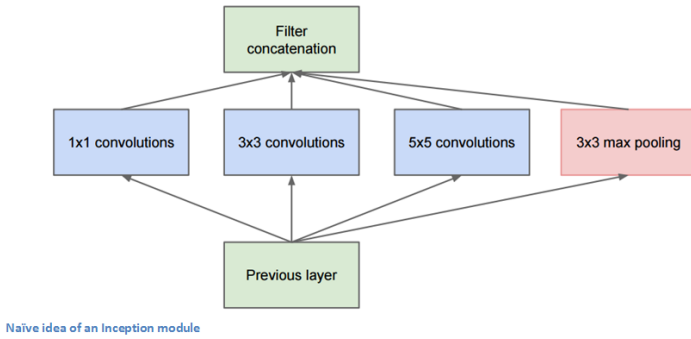 Filter
concatenation
1x1 convolutions
3x3 convolutions
5x5 convolutions
3x3 max pooling
Previous layer
Naïve idea of an Inception module